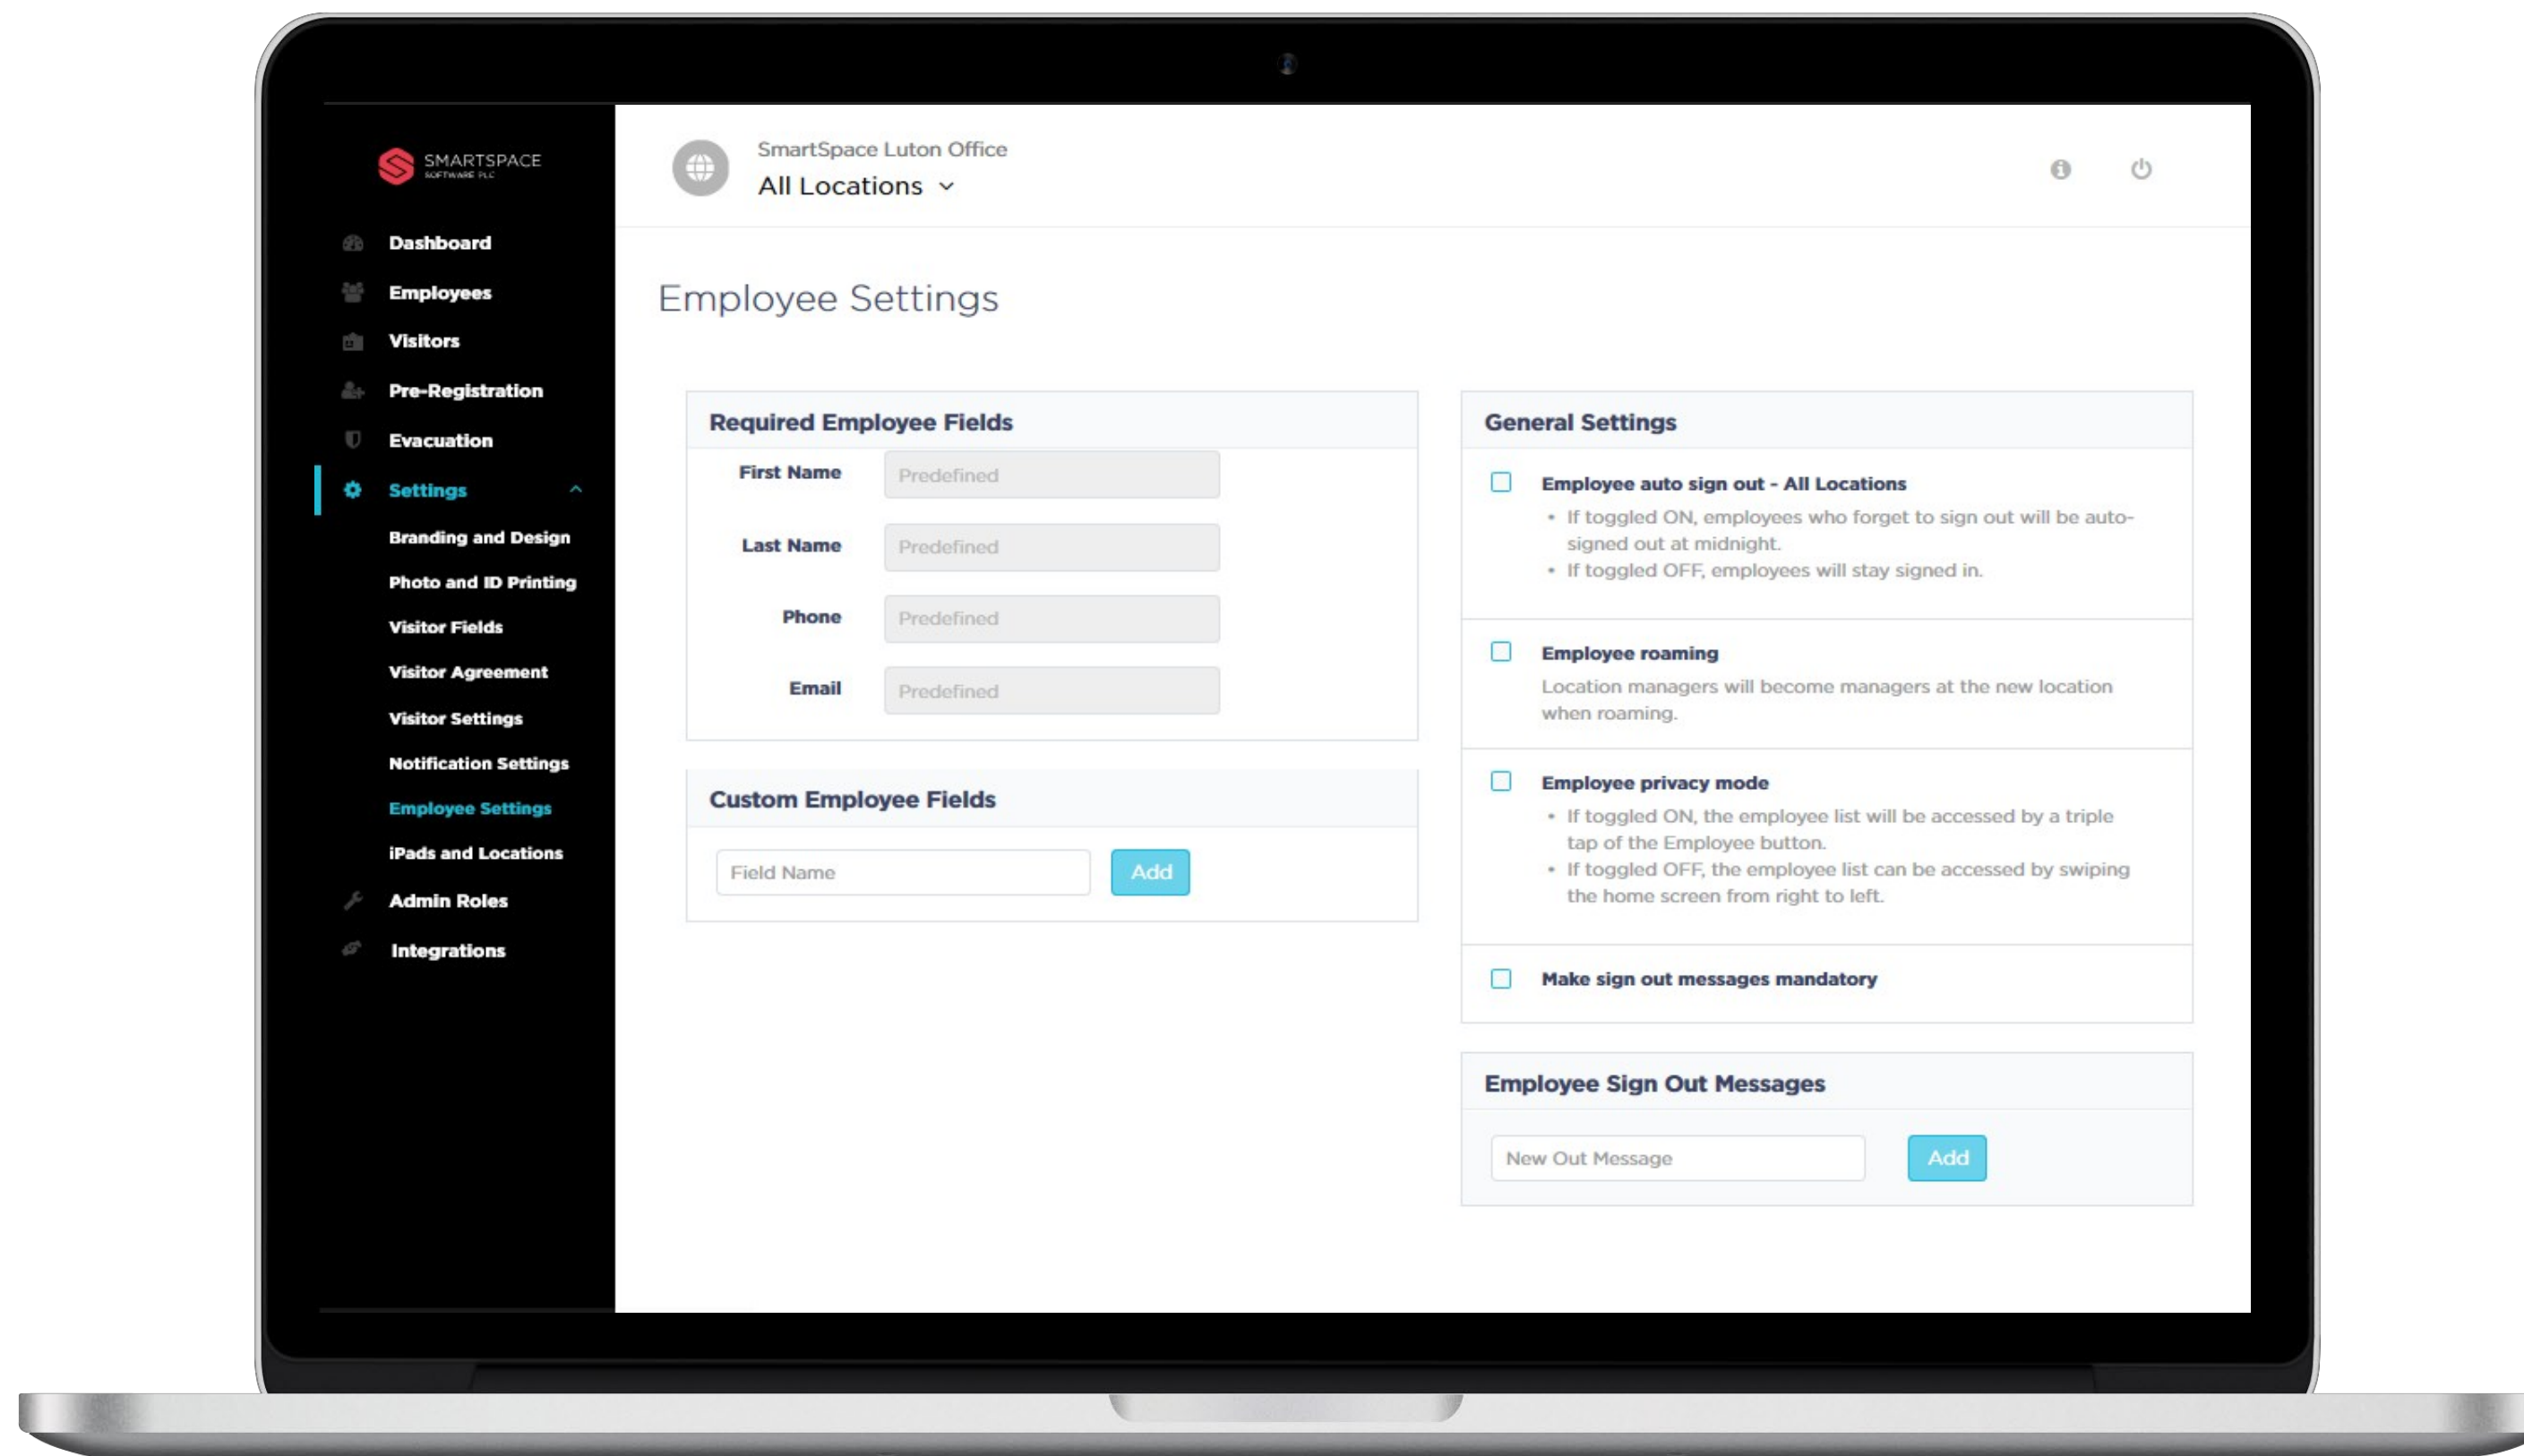 SMARTSPACE
SOFTWARE PLC
Dashboard
Employees
Visitors
Pre-Registration
Evacuation
Settings
Branding and Design
Photo and ID Printing
Visitor Fields
Visitor Agreement
Visitor Settings
Notification Settings
Employee Settings
iPads and Locations
Admin Roles
Integrations
SmartSpace Luton Office
All Locations
Employee Settings
Required Employee Fields
First Name Predefined
Last Name Predefined
Phone Predefined
Email Predefined
Custom Employee Fields
Field Name Add
General Settings
Employee auto sign out - All Locations
• If toggled ON, employees who forget to sign out will be auto-
signed out at midnight.
• If toggled OFF, employees will stay signed in.
Employee roaming
Location managers will become managers at the new location
when roaming.
Employee privacy mode
• If toggled ON, the employee list will be accessed by a triple
tap of the Employee button.
• If toggled OFF, the employee list can be accessed by swiping
the home screen from right to left.
Make sign out messages mandatory
Employee Sign Out Messages
New Out Message Add